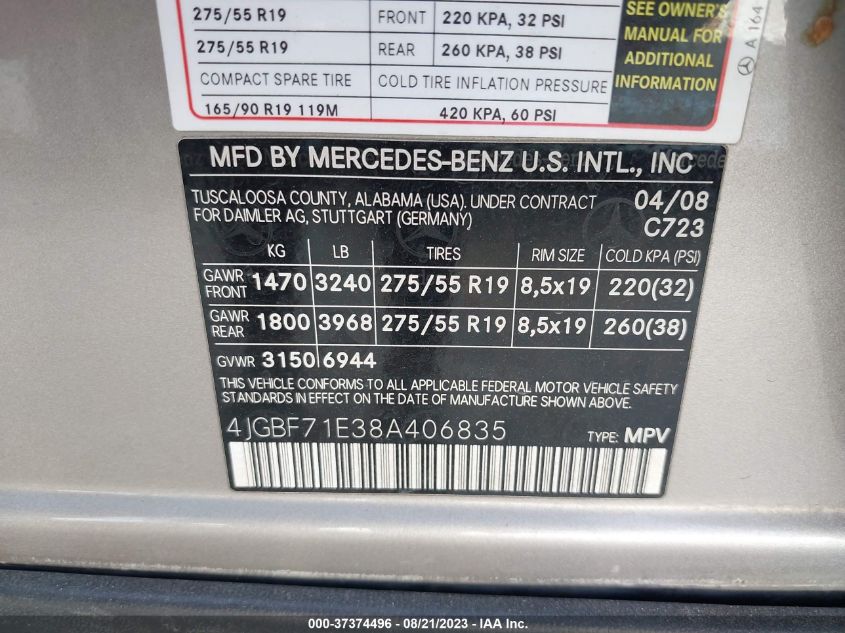 275/55 R19 FRONT 220 KPA, 32 PSI
275/55 R19 REAR 260 KPA, 38 PSI
COMPACT SPARE TIRE COLD TIRE INFLATION PRESSURE
165/90 R19 119M 420 KPA, 60 PSI
SEE OWNER'S
MANUAL FOR
ADDITIONAL
INFORMATION
A 164
MFD BY MERCEDES-BENZ U.S. INTL., INC
TUSCALOOSA COUNTY, ALABAMA (USA). UNDER CONTRACT 04/08
FOR DAIMLER AG, STUTTGART (GERMANY) C723
KG LB TIRES RIM SIZE COLD KPA (PSI)
GAWR FRONT 1470 3240 275/55 R19 8,5x19 220(32)
GAWR REAR 1800 3968 275/55 R19 8,5x19 260(38)
GVWR 3150 6944
THIS VEHICLE CONFORMS TO ALL APPLICABLE FEDERAL MOTOR VEHICLE SAFETY
STANDARDS IN EFFECT ON THE DATE OF MANUFACTURE SHOWN ABOVE.
4JGBF71E38A406835 TYPE: MPV
000-37374496 - 08/21/2023 - Copyright © IAA, Inc.